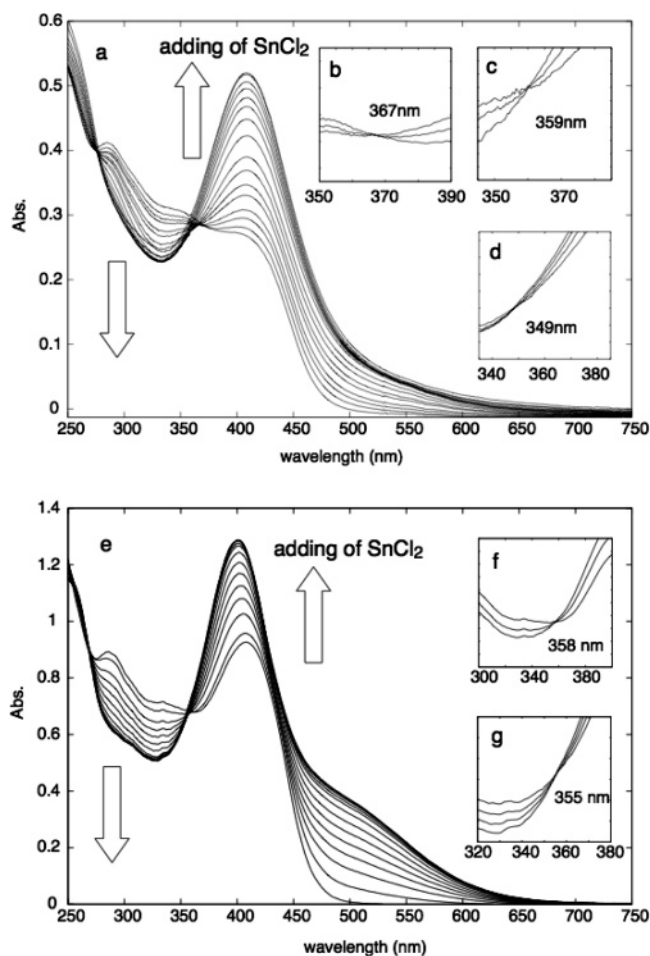 a
adding of SnCl2
b
367nm
350 370 390
c
359nm
350 370
d
349nm
340 360 380
0.6
0.5
0.4
0.3
0.2
0.1
0
Abs.
250 300 350 400 450 500 550 600 650 700 750
wavelength (nm)
e
adding of SnCl2
f
358 nm
300 320 340 360 380
g
355 nm
320 340 360 380
1.4
1.2
1
0.8
0.6
0.4
0.2
0
Abs.
250 300 350 400 450 500 550 600 650 700 750
wavelength (nm)